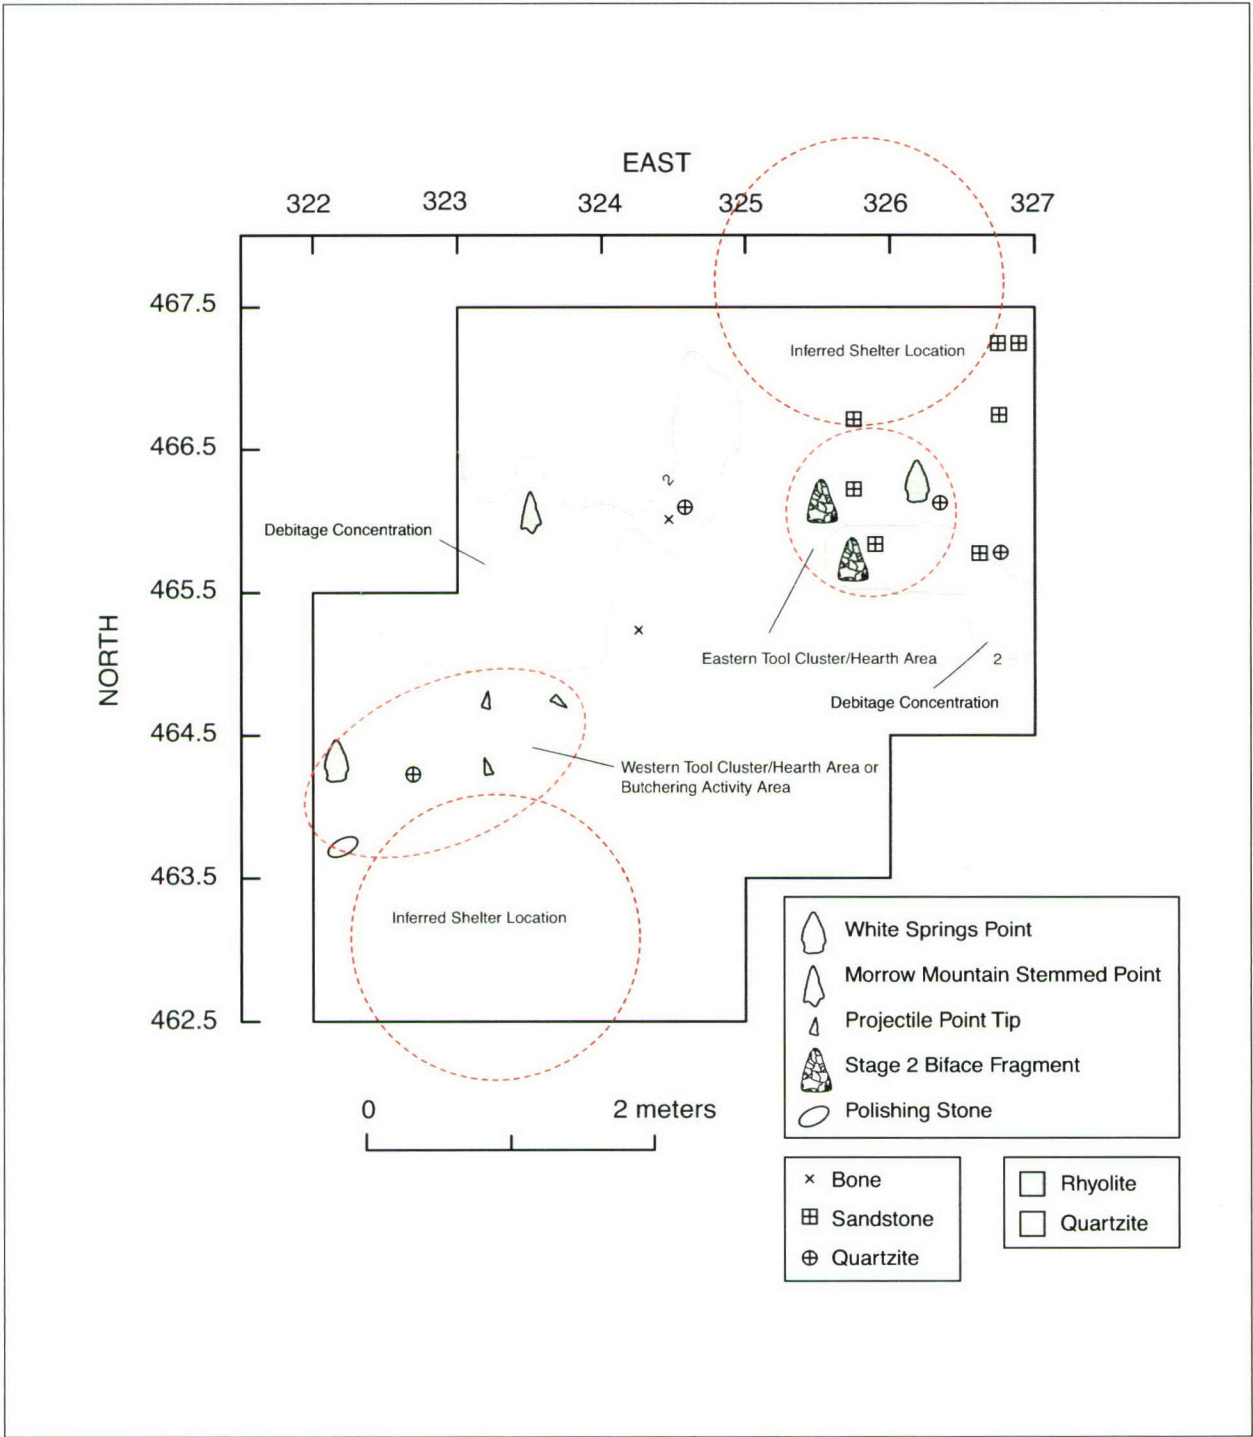 EAST
322 323 324 325 326 327
467.5
Inferred Shelter Location
466.5
2
Debitage Concentration
465.5
NORTH
Eastern Tool Cluster/Hearth Area
2
Debitage Concentration
464.5
Western Tool Cluster/Hearth Area or
Butchering Activity Area
463.5
Inferred Shelter Location
462.5
White Springs Point
Morrow Mountain Stemmed Point
Projectile Point Tip
Stage 2 Biface Fragment
Polishing Stone
0 2 meters
Bone
Sandstone
Quartzite
Rhyolite
Quartzite